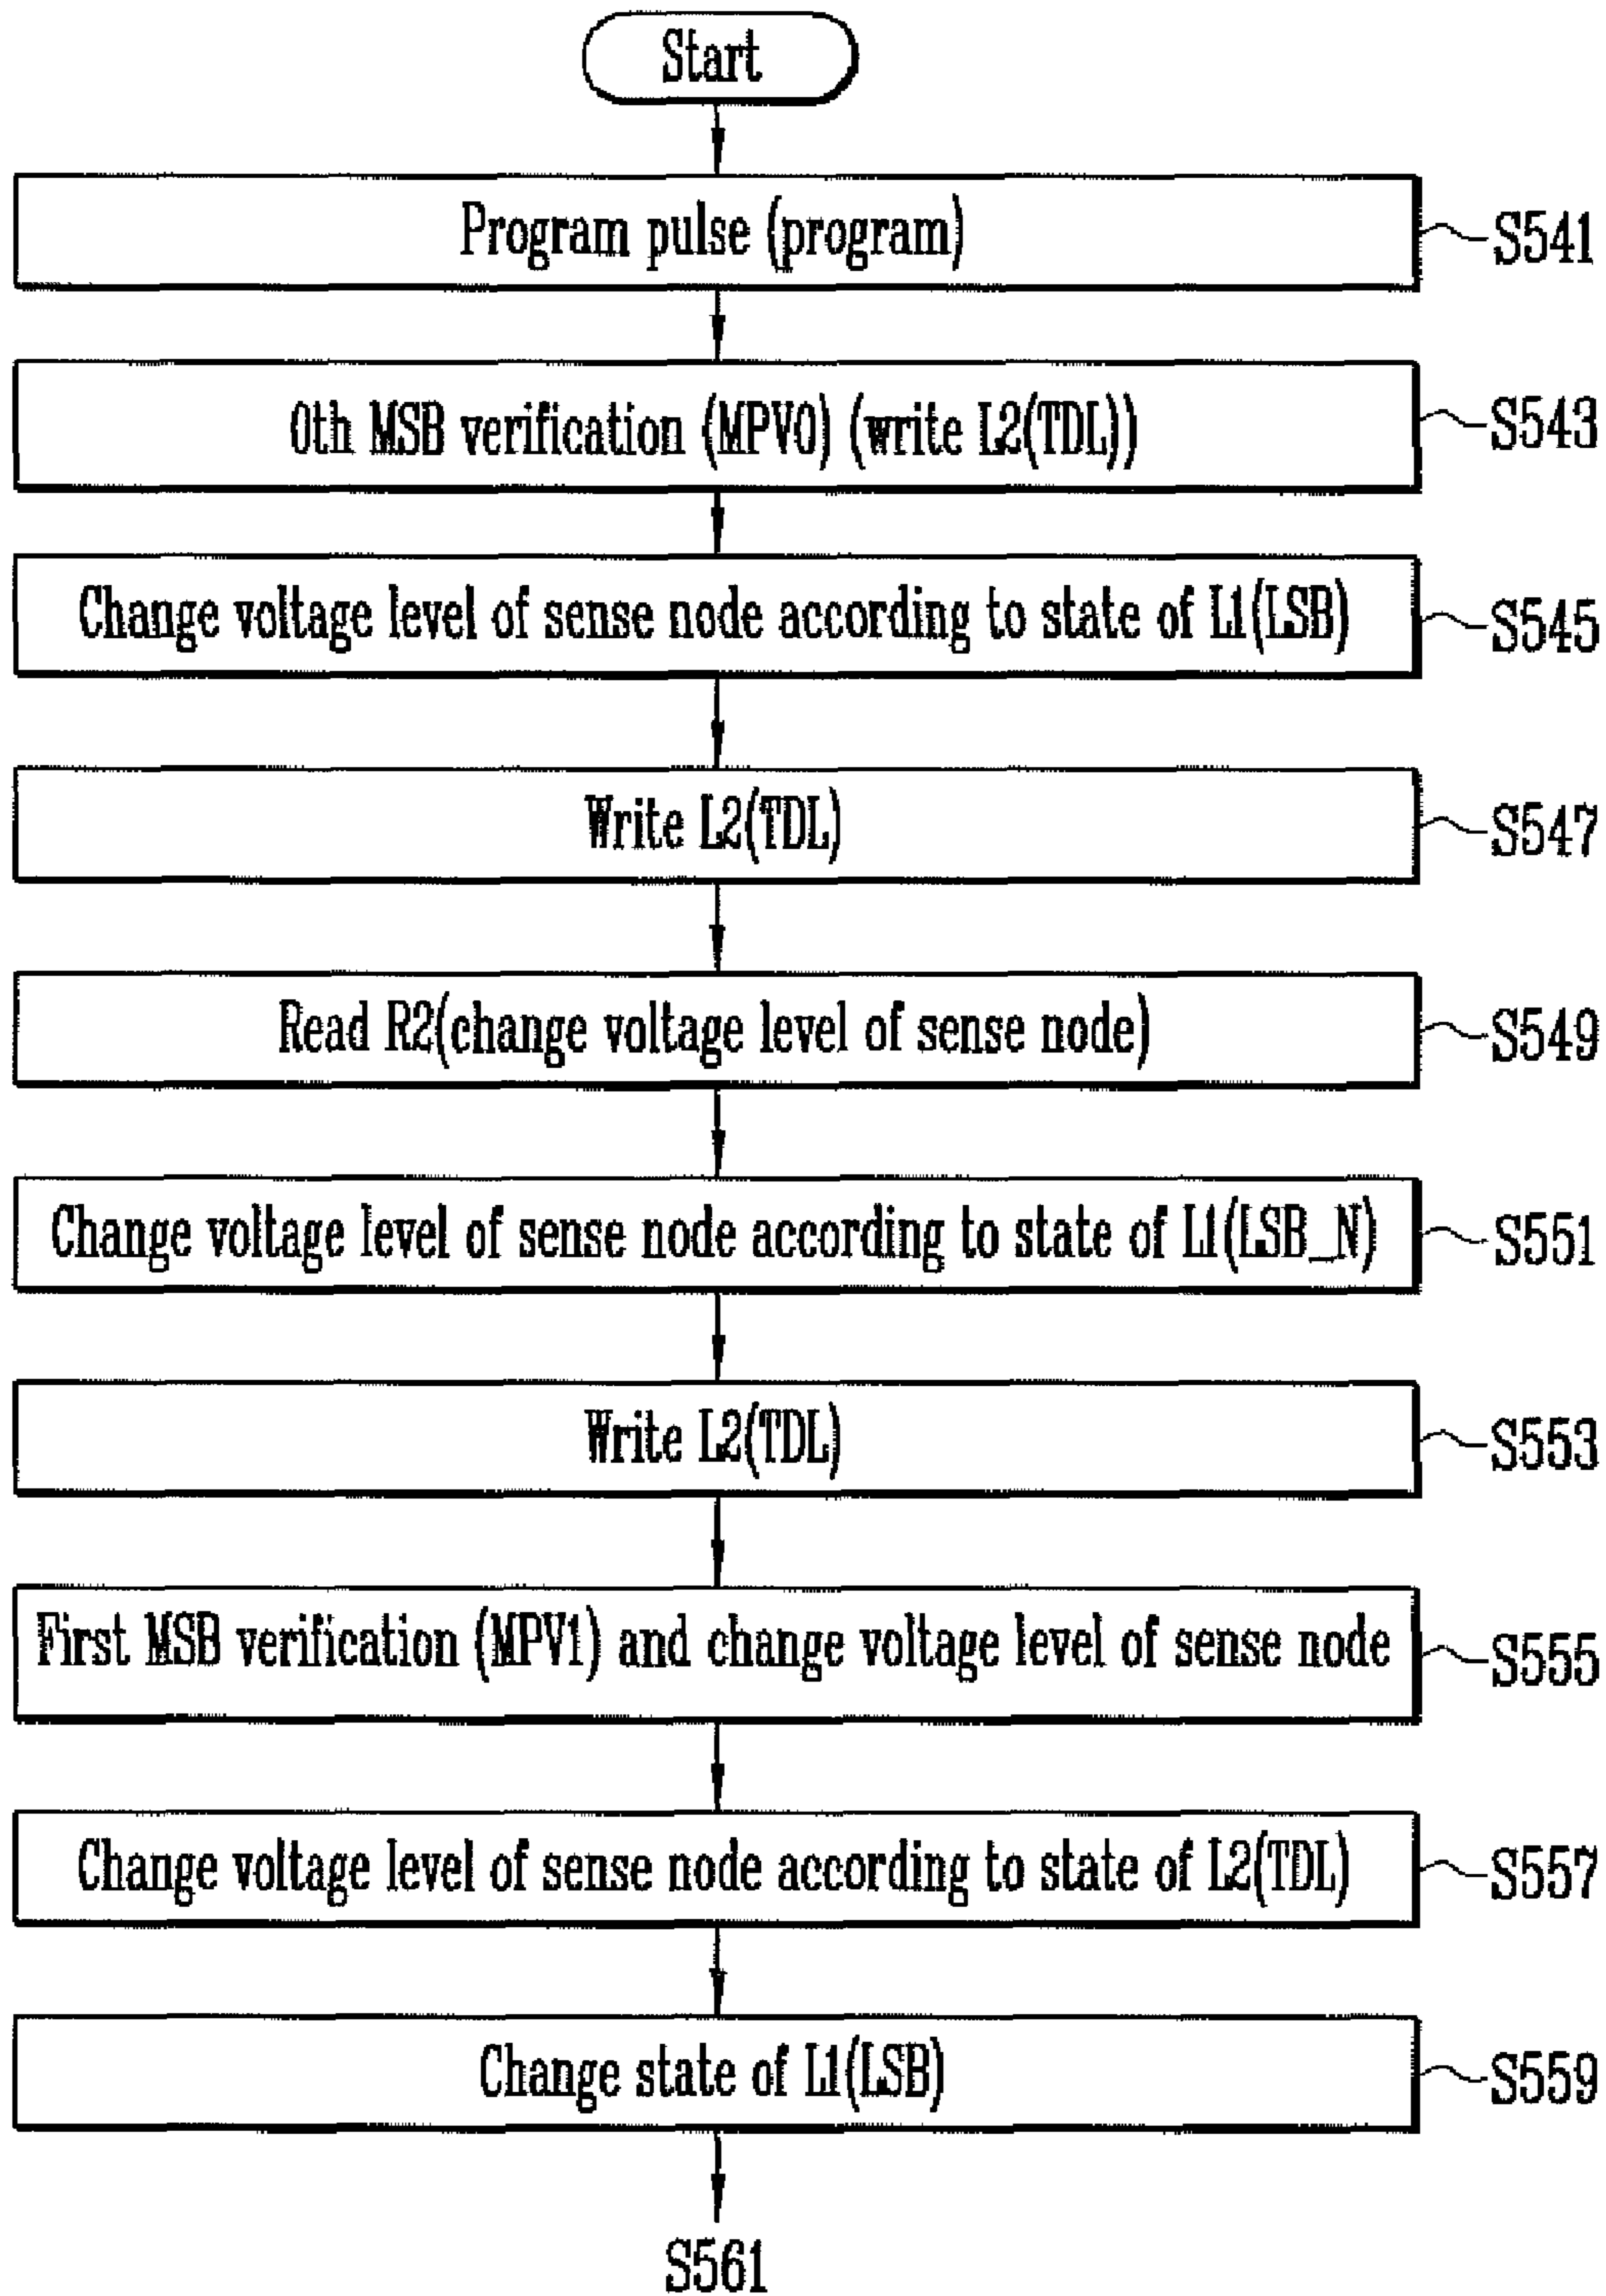 Start
Program pulse (program)
S541
0th MSB verification (MPV0) (write L2(TDL))
S543
Change voltage level of sense node according to state of L1(LSB)
S545
Write L2(TDL)
S547
Read R2(change voltage level of sense node)
S549
Change voltage level of sense node according to state of L1(LSB_N)
S551
Write L2(TDL)
S553
First MSB verification (MPV1) and change voltage level of sense node
S555
Change voltage level of sense node according to state of L2(TDL)
S557
Change state of L1(LSB)
S559
S561